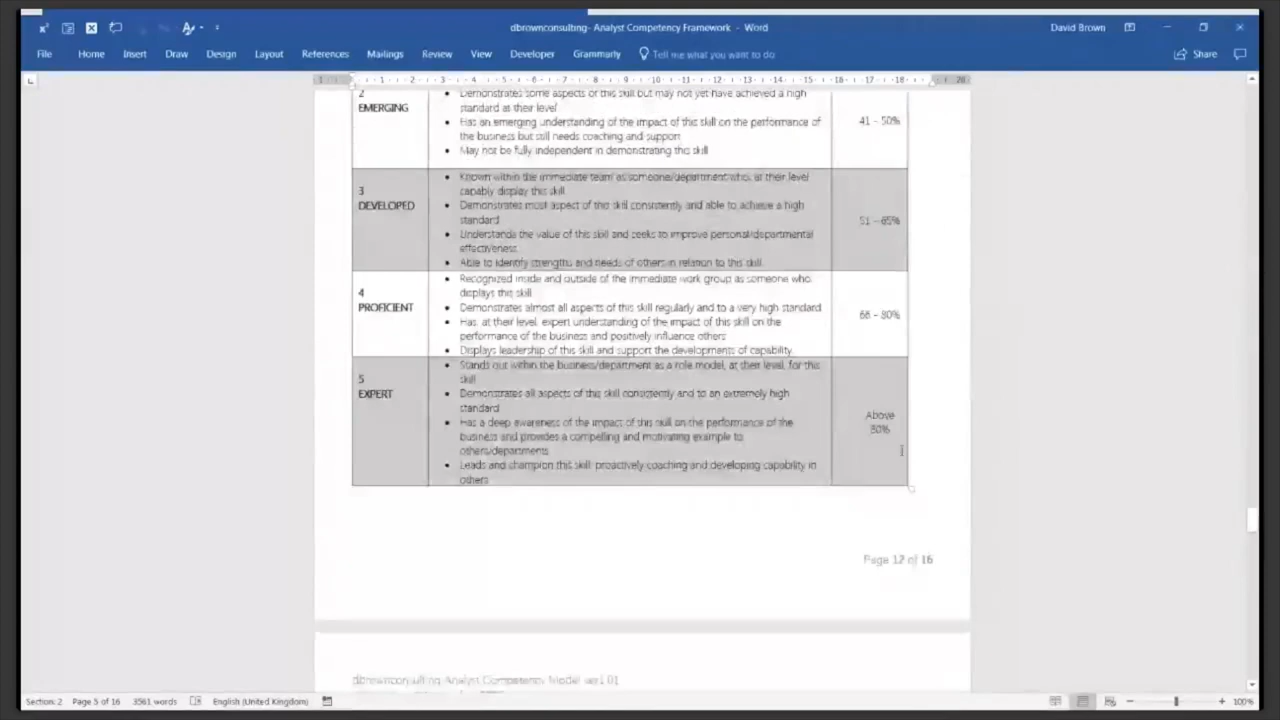 dbrownconsulting- Analyst Competency Framework - Word
David Brown
File Home Insert Draw Design Layout References Mailings Review View Developer Grammarly Tell me what you want to do
Share
2
EMERGING
• Demonstrates some aspects of this skill but may not yet have achieved a high
standard at their level
• Has an emerging understanding of the impact of this skill on the performance of
the business but still needs coaching and support
• May not be fully independent in demonstrating this skill
41 - 50%
3
DEVELOPED
• Known within the immediate team as someone/department who, at their level
capably display this skill.
• Demonstrates most aspect of this skill consistently and able to achieve a high
standard
• Understands the value of this skill and seeks to improve personal/departmental
effectiveness.
• Able to identify strengths and needs of others in relation to this skill.
51 - 65%
4
PROFICIENT
• Recognized inside and outside of the immediate work group as someone who
displays this skill
• Demonstrates almost all aspects of this skill regularly and to a very high standard
• Has, at their level, expert understanding of the impact of this skill on the
performance of the business and positively influence others
• Displays leadership of this skill and support the developments of capability.
66 - 80%
5
EXPERT
• Stands out within the business/department as a role model, at their level, for this
skill
• Demonstrates all aspects of this skill consistently and to an extremely high
standard
• Has a deep awareness of the impact of this skill on the performance of the
business and provides a compelling and motivating example to
others/departments
• Leads and champion this skill, proactively coaching and developing capability in
others
Above
80%
Page 12 of 16
dbrownconsulting Analyst Competency Model ver1.01
Section: 2 Page 5 of 16 3561 words English (United Kingdom) 100%